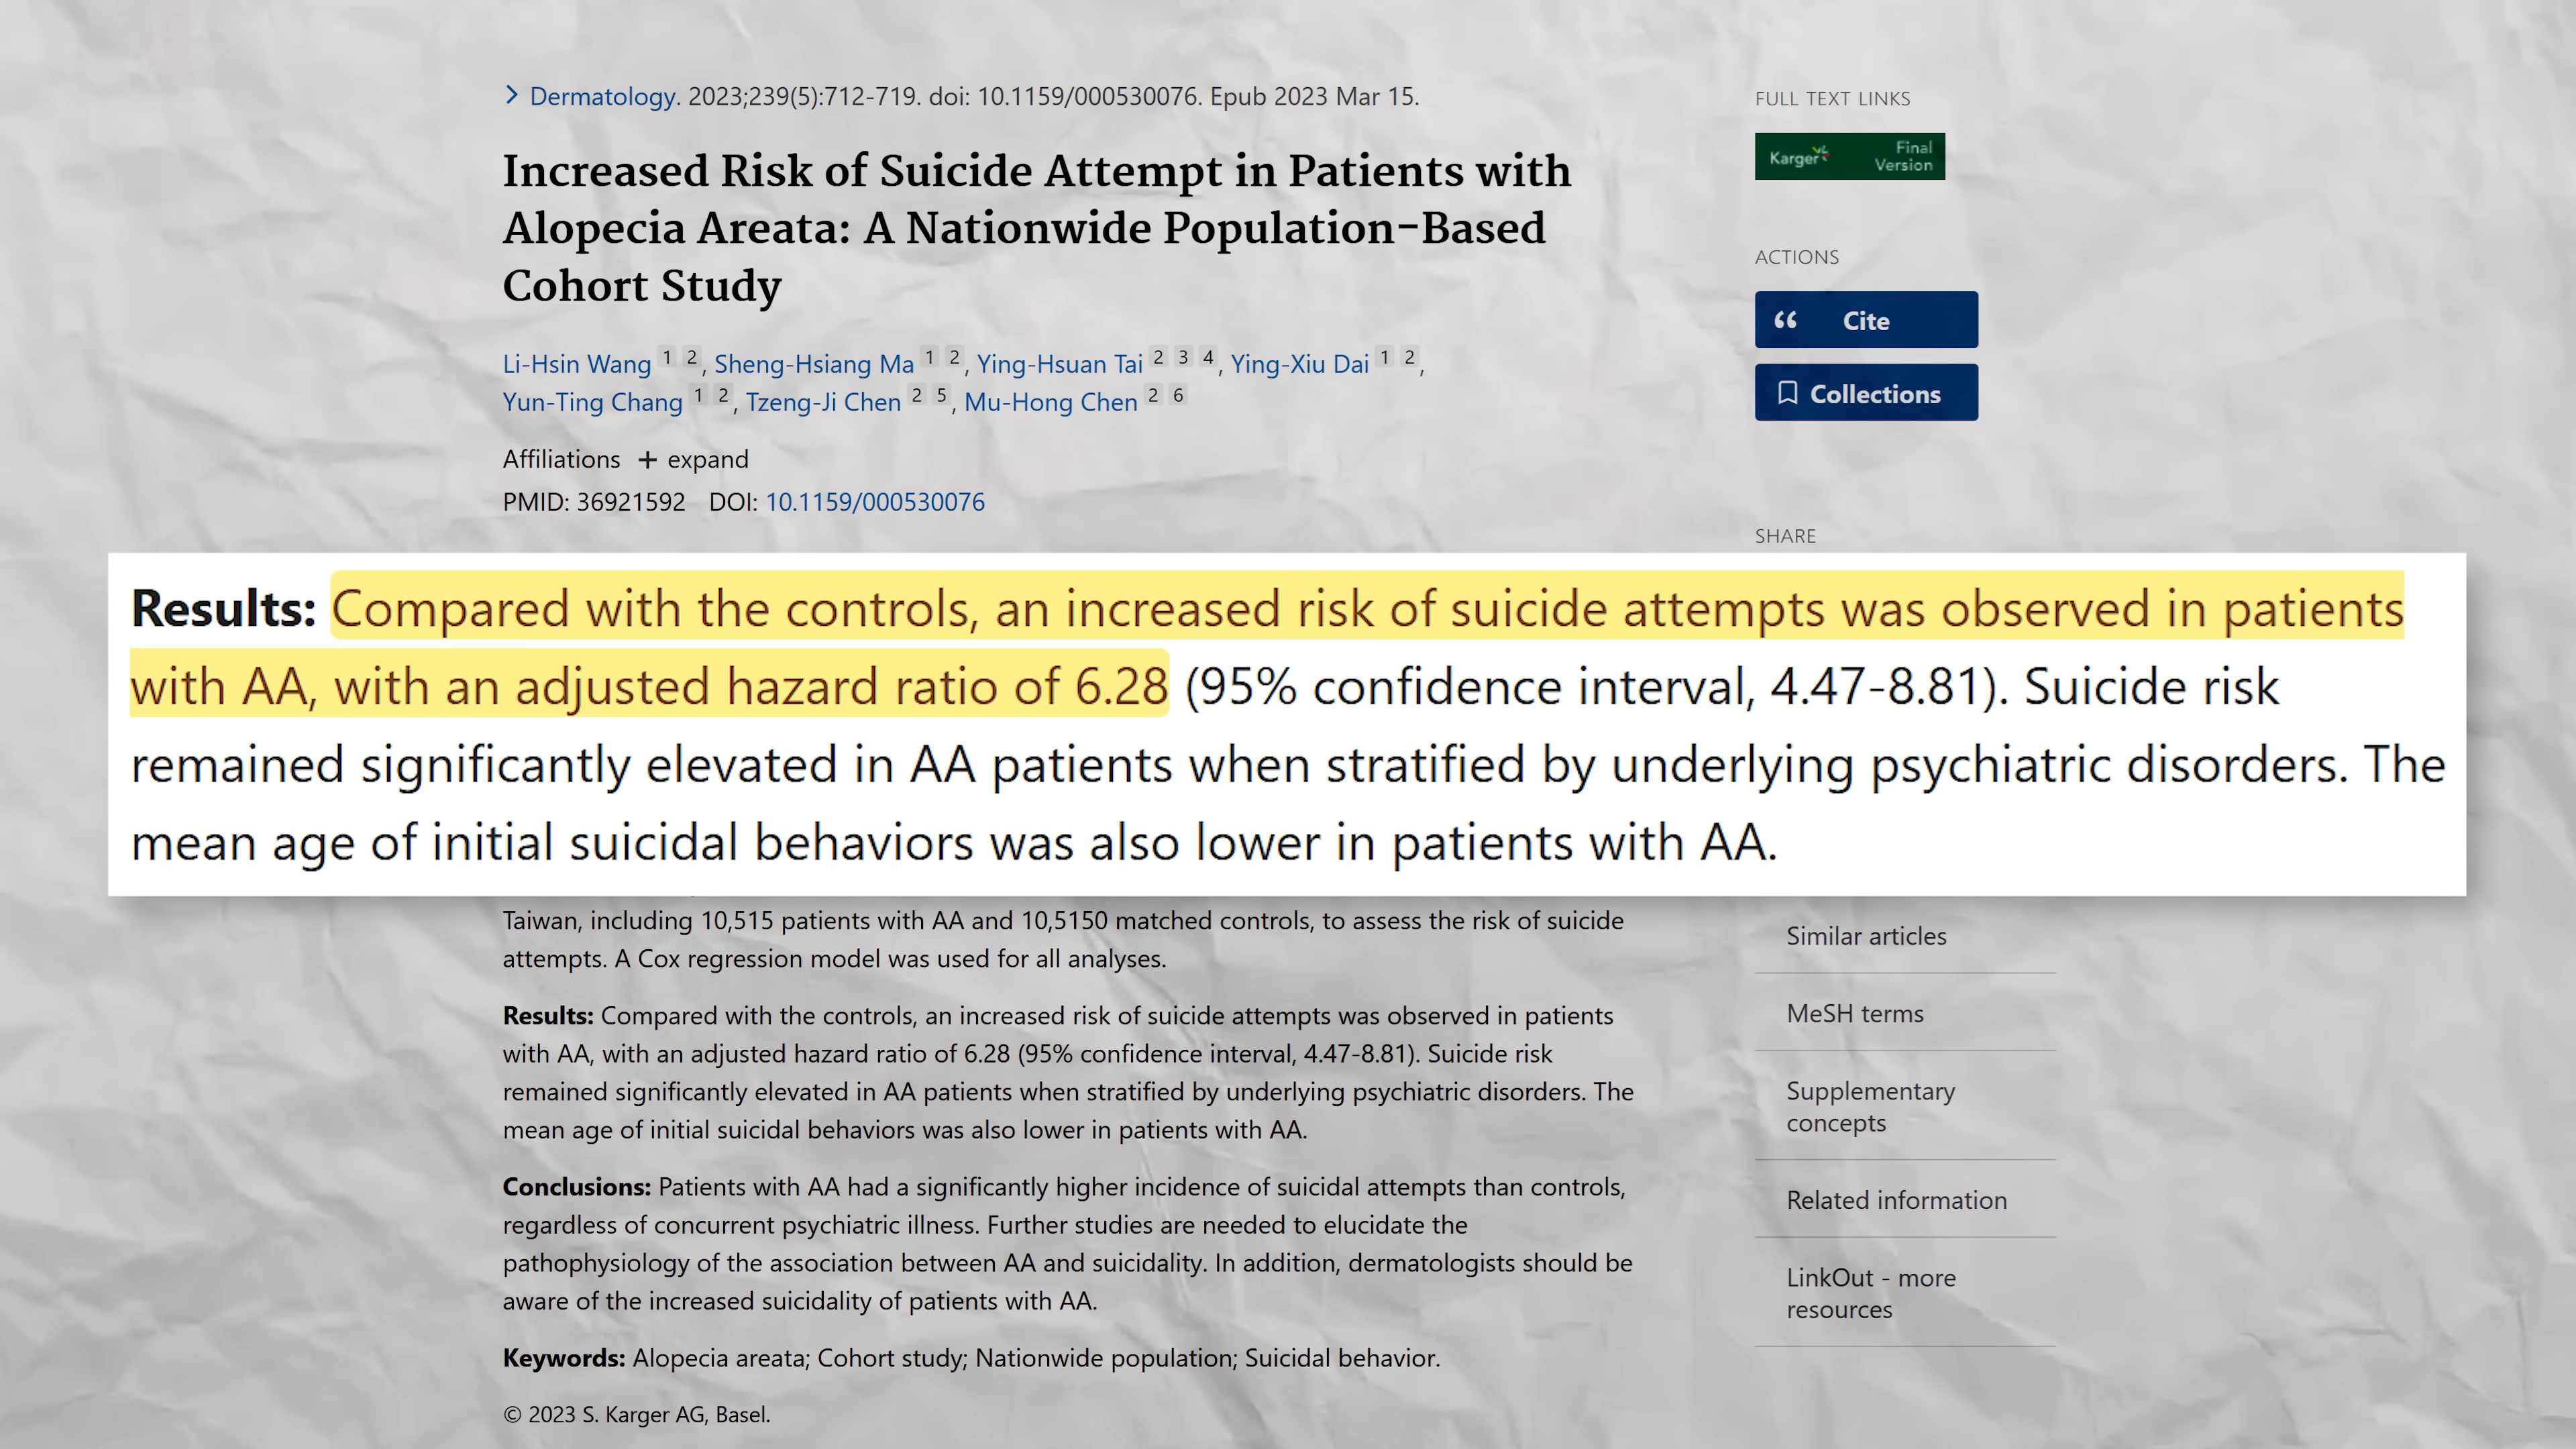 > Dermatology. 2023;239(5):712-719. doi: 10.1159/000530076. Epub 2023 Mar 15.
Increased Risk of Suicide Attempt in Patients with
Alopecia Areata: A Nationwide Population-Based
Cohort Study
Li-Hsin Wang 1 2, Sheng-Hsiang Ma 1 2, Ying-Hsuan Tai 2 3 4, Ying-Xiu Dai 1 2,
Yun-Ting Chang 1 2, Tzeng-Ji Chen 2 5, Mu-Hong Chen 2 6
Affiliations + expand
PMID: 36921592 DOI: 10.1159/000530076
FULL TEXT LINKS
Karger Final
Version
ACTIONS
Cite
Collections
SHARE
Results: Compared with the controls, an increased risk of suicide attempts was observed in patients
with AA, with an adjusted hazard ratio of 6.28 (95% confidence interval, 4.47-8.81). Suicide risk
remained significantly elevated in AA patients when stratified by underlying psychiatric disorders. The
mean age of initial suicidal behaviors was also lower in patients with AA.
Taiwan, including 10,515 patients with AA and 10,5150 matched controls, to assess the risk of suicide
attempts. A Cox regression model was used for all analyses.
Results: Compared with the controls, an increased risk of suicide attempts was observed in patients
with AA, with an adjusted hazard ratio of 6.28 (95% confidence interval, 4.47-8.81). Suicide risk
remained significantly elevated in AA patients when stratified by underlying psychiatric disorders. The
mean age of initial suicidal behaviors was also lower in patients with AA.
Conclusions: Patients with AA had a significantly higher incidence of suicidal attempts than controls,
regardless of concurrent psychiatric illness. Further studies are needed to elucidate the
pathophysiology of the association between AA and suicidality. In addition, dermatologists should be
aware of the increased suicidality of patients with AA.
Keywords: Alopecia areata; Cohort study; Nationwide population; Suicidal behavior.
© 2023 S. Karger AG, Basel.
Similar articles
MeSH terms
Supplementary
concepts
Related information
LinkOut - more
resources